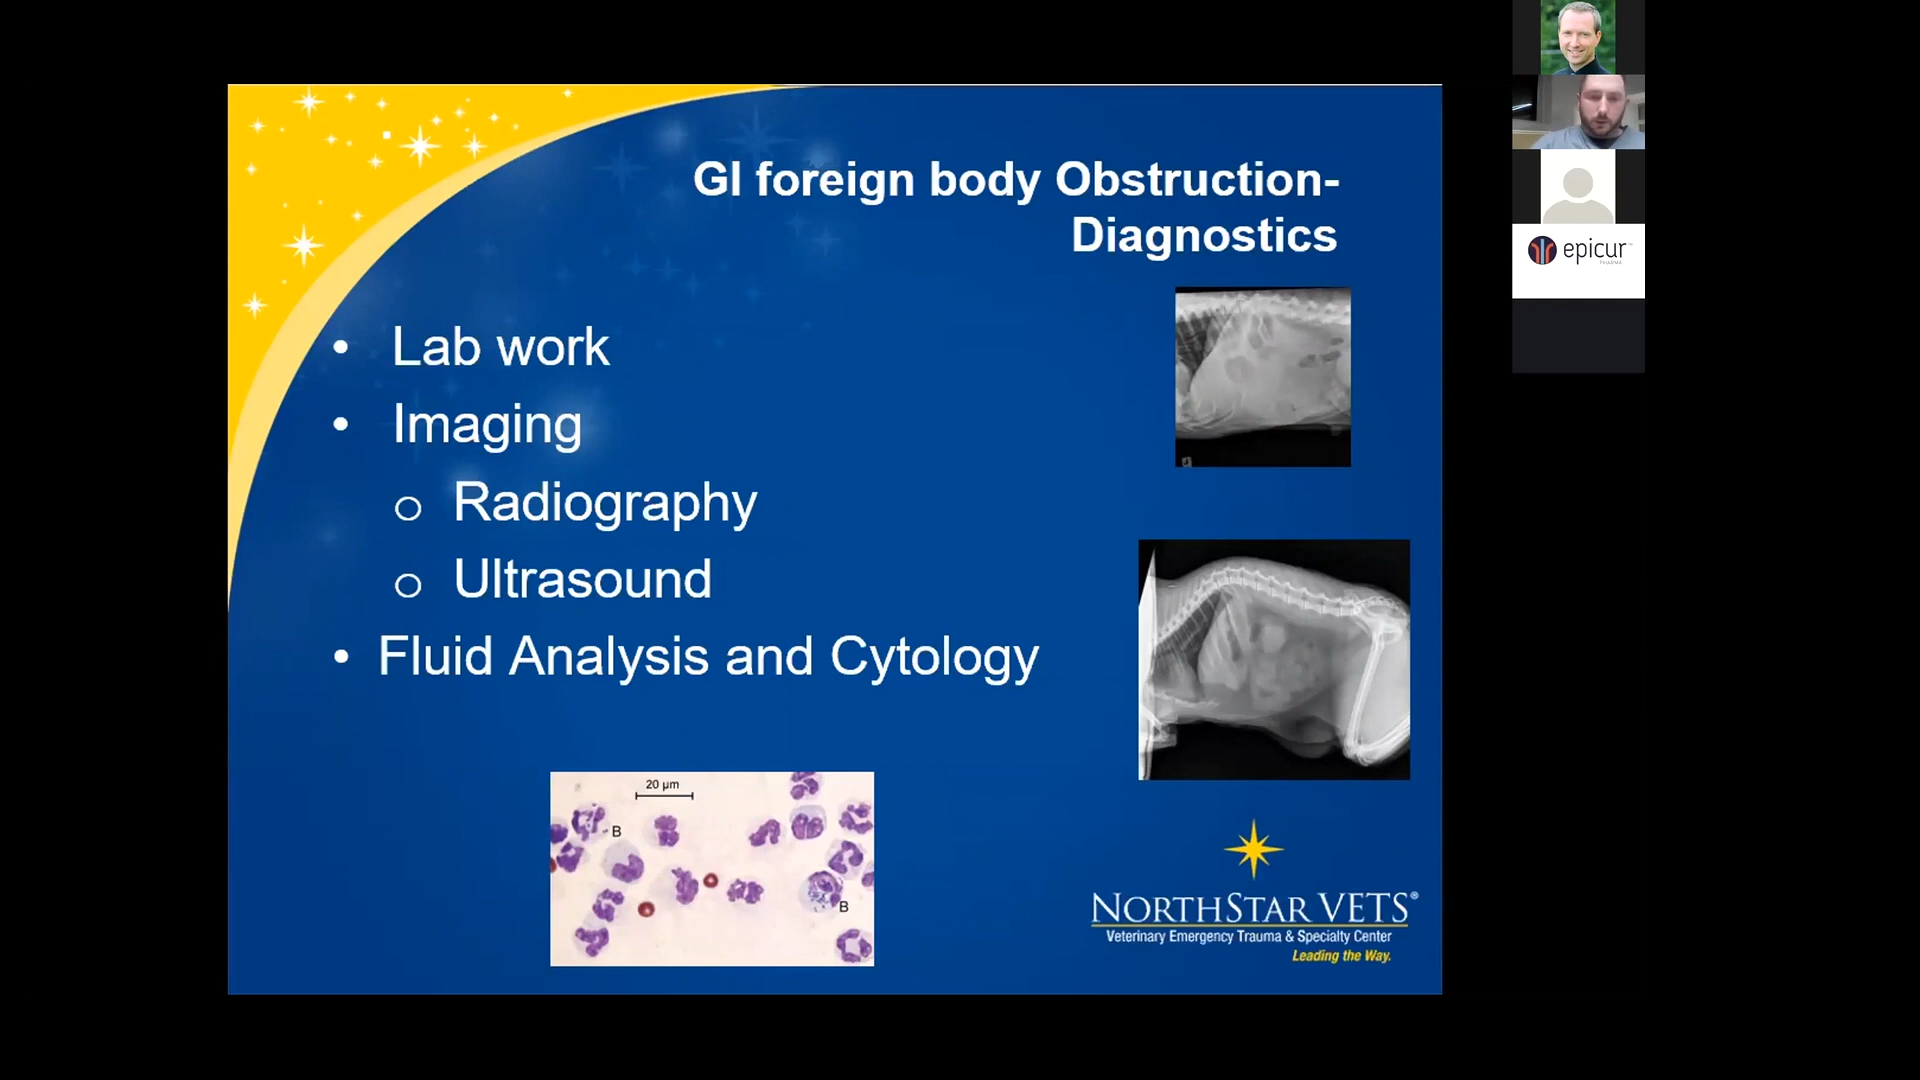 GI foreign body Obstruction-
Diagnostics
• Lab work
• Imaging
o Radiography
o Ultrasound
• Fluid Analysis and Cytology
20 µm
B
B
NORTHSTAR VETS®
Veterinary Emergency Trauma & Specialty Center
Leading the Way.
epicur
PHARMA